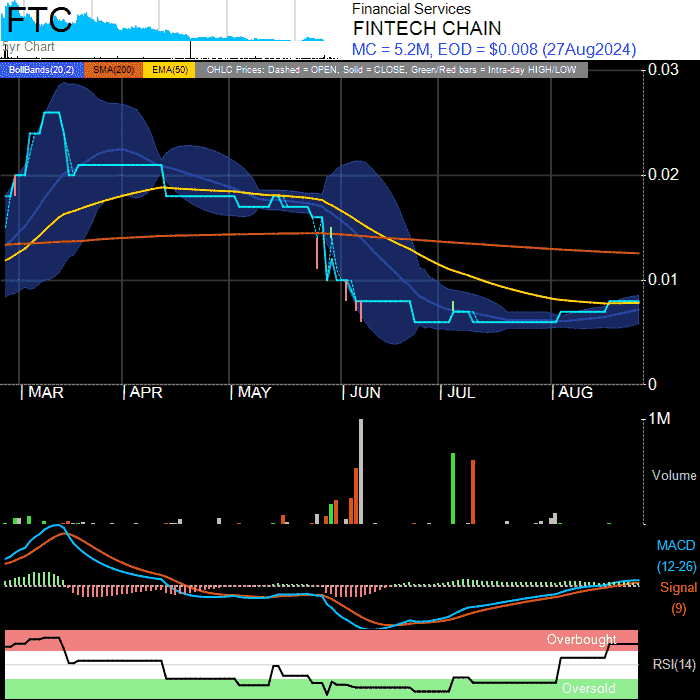 FTC
5yr Chart
Financial Services
FINTECH CHAIN
MC = 5.2M, EOD = $0.008 (27Aug2024)
BollBands(20,2) SMA(200) EMA(50) OHLC Prices: Dashed = OPEN, Solid = CLOSE, Green/Red bars = Intra-day HIGH/LOW
0.03
0.02
0.01
0
MAR APR MAY JUN JUL AUG
1M
Volume
MACD
(12-26)
Signal
(9)
Overbought
RSI(14)
Oversold